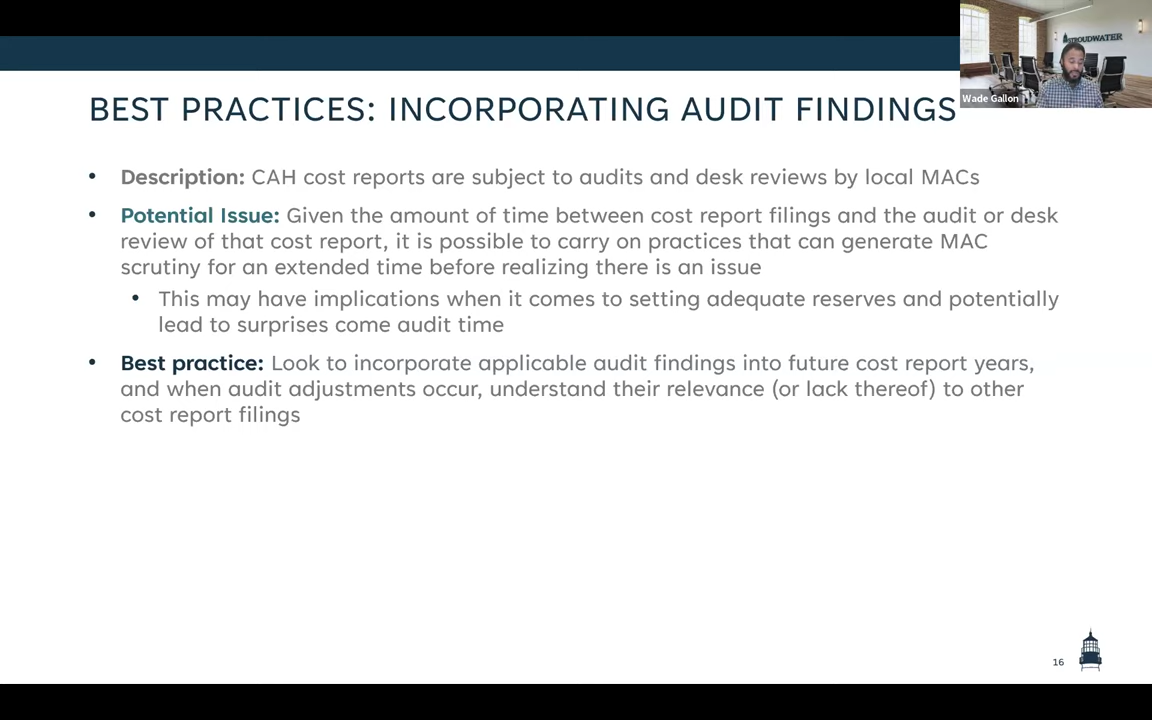 STROUDWATER
Wade Gallon
BEST PRACTICES: INCORPORATING AUDIT FINDINGS
• Description: CAH cost reports are subject to audits and desk reviews by local MACs
• Potential Issue: Given the amount of time between cost report filings and the audit or desk
review of that cost report, it is possible to carry on practices that can generate MAC
scrutiny for an extended time before realizing there is an issue
• This may have implications when it comes to setting adequate reserves and potentially
lead to surprises come audit time
• Best practice: Look to incorporate applicable audit findings into future cost report years,
and when audit adjustments occur, understand their relevance (or lack thereof) to other
cost report filings
16